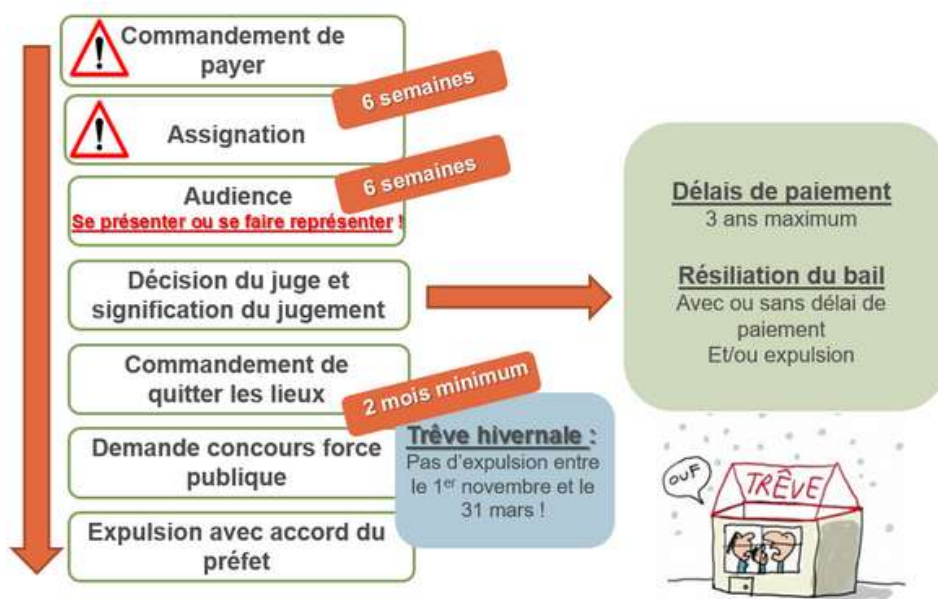 Commandement de
payer
6 semaines
Assignation
6 semaines
Audience
Se présenter ou se faire représenter !
Décision du juge et
signification du jugement
Commandement de
quitter les lieux
2 mois minimum
Demande concours force
publique
Expulsion avec accord du
préfet
Délais de paiement
3 ans maximum
Résiliation du bail
Avec ou sans délai de
paiement
Et/ou expulsion
Trêve hivernale :
Pas d'expulsion entre
le 1er novembre et le
31 mars !
OUF
TRÊVE